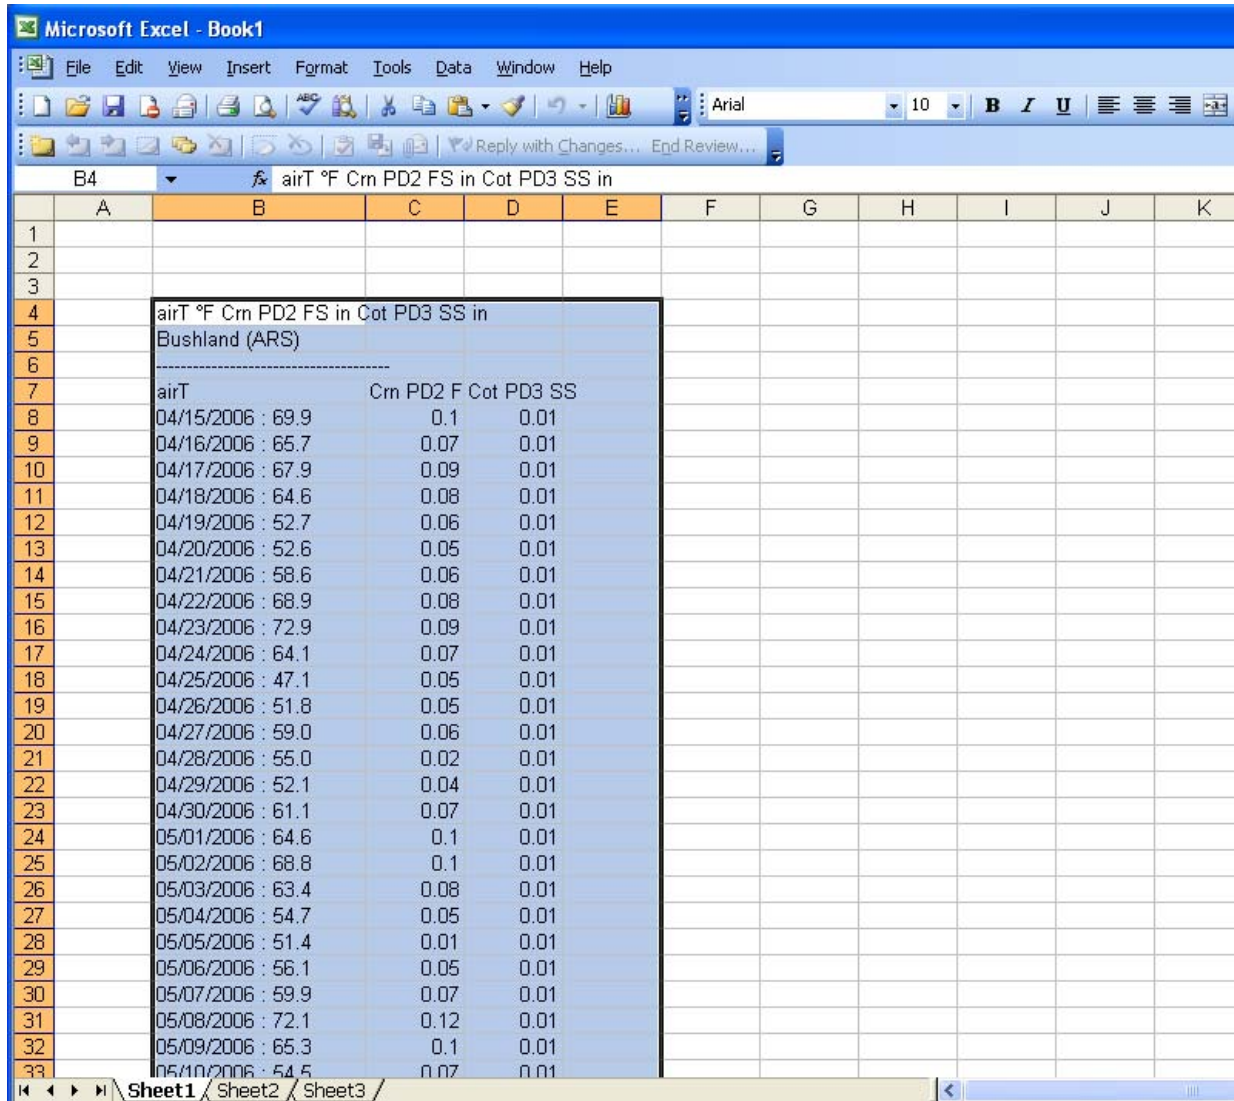 Microsoft Excel - Book1
File Edit View Insert Format Tools Data Window Help
ABC Arial 10 B I U
Reply with Changes... End Review...
B4 fx airT °F Crn PD2 FS in Cot PD3 SS in
A B C D E F G H I J K
1
2
3
4 airT °F Crn PD2 FS in Cot PD3 SS in
5 Bushland (ARS)
6 ---------------------------------------
7 airT Crn PD2 F Cot PD3 SS
8 04/15/2006 : 69.9 0.1 0.01
9 04/16/2006 : 65.7 0.07 0.01
10 04/17/2006 : 67.9 0.09 0.01
11 04/18/2006 : 64.6 0.08 0.01
12 04/19/2006 : 52.7 0.06 0.01
13 04/20/2006 : 52.6 0.05 0.01
14 04/21/2006 : 58.6 0.06 0.01
15 04/22/2006 : 68.9 0.08 0.01
16 04/23/2006 : 72.9 0.09 0.01
17 04/24/2006 : 64.1 0.07 0.01
18 04/25/2006 : 47.1 0.05 0.01
19 04/26/2006 : 51.8 0.05 0.01
20 04/27/2006 : 59.0 0.06 0.01
21 04/28/2006 : 55.0 0.02 0.01
22 04/29/2006 : 52.1 0.04 0.01
23 04/30/2006 : 61.1 0.07 0.01
24 05/01/2006 : 64.6 0.1 0.01
25 05/02/2006 : 68.8 0.1 0.01
26 05/03/2006 : 63.4 0.08 0.01
27 05/04/2006 : 54.7 0.05 0.01
28 05/05/2006 : 51.4 0.01 0.01
29 05/06/2006 : 56.1 0.05 0.01
30 05/07/2006 : 59.9 0.07 0.01
31 05/08/2006 : 72.1 0.12 0.01
32 05/09/2006 : 65.3 0.1 0.01
33 05/10/2006 : 54.5 0.07 0.01
Sheet1 Sheet2 Sheet3